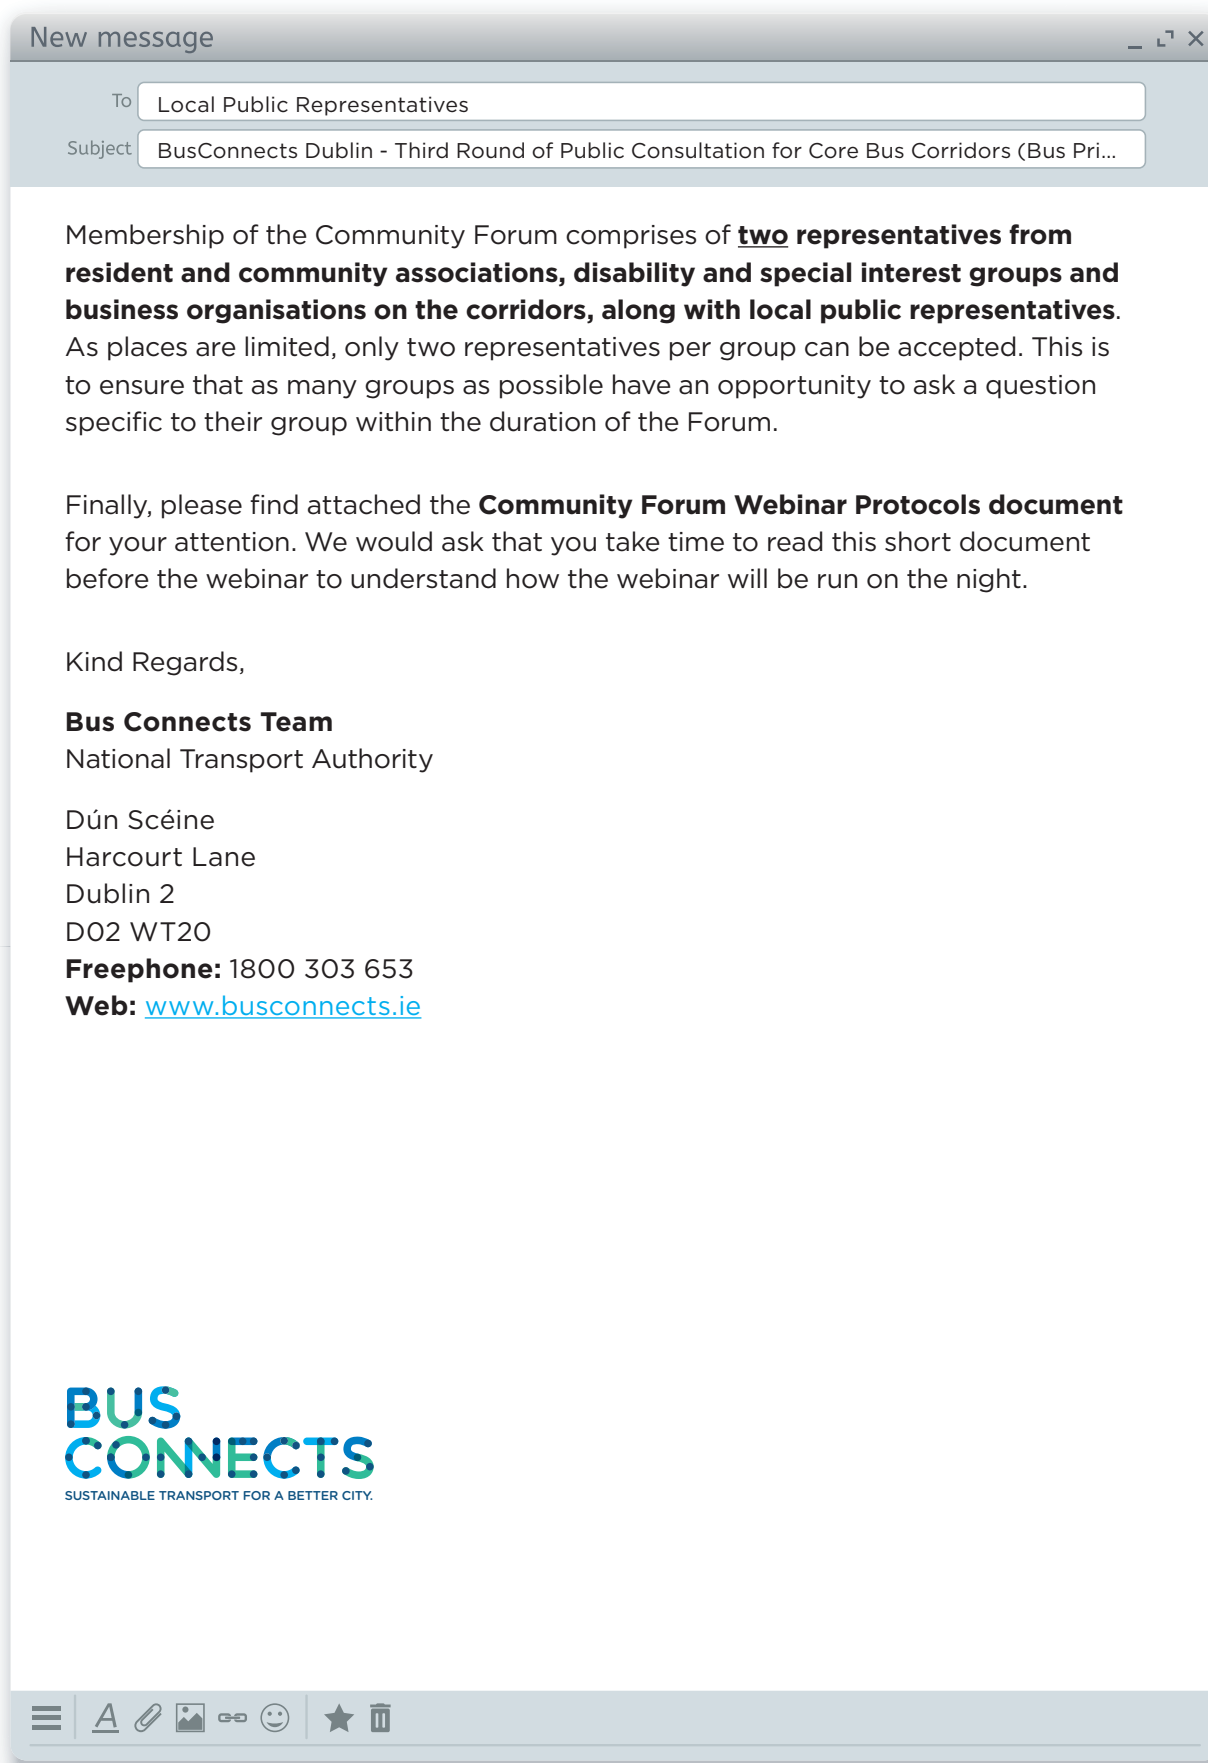 New message
To Local Public Representatives
Subject BusConnects Dublin - Third Round of Public Consultation for Core Bus Corridors (Bus Pri...
Membership of the Community Forum comprises of two representatives from
resident and community associations, disability and special interest groups and
business organisations on the corridors, along with local public representatives.
As places are limited, only two representatives per group can be accepted. This is
to ensure that as many groups as possible have an opportunity to ask a question
specific to their group within the duration of the Forum.
Finally, please find attached the Community Forum Webinar Protocols document
for your attention. We would ask that you take time to read this short document
before the webinar to understand how the webinar will be run on the night.
Kind Regards,
Bus Connects Team
National Transport Authority
Dún Scéine
Harcourt Lane
Dublin 2
D02 WT20
Freephone: 1800 303 653
Web: www.busconnects.ie
BUS
CONNECTS
SUSTAINABLE TRANSPORT FOR A BETTER CITY.
A